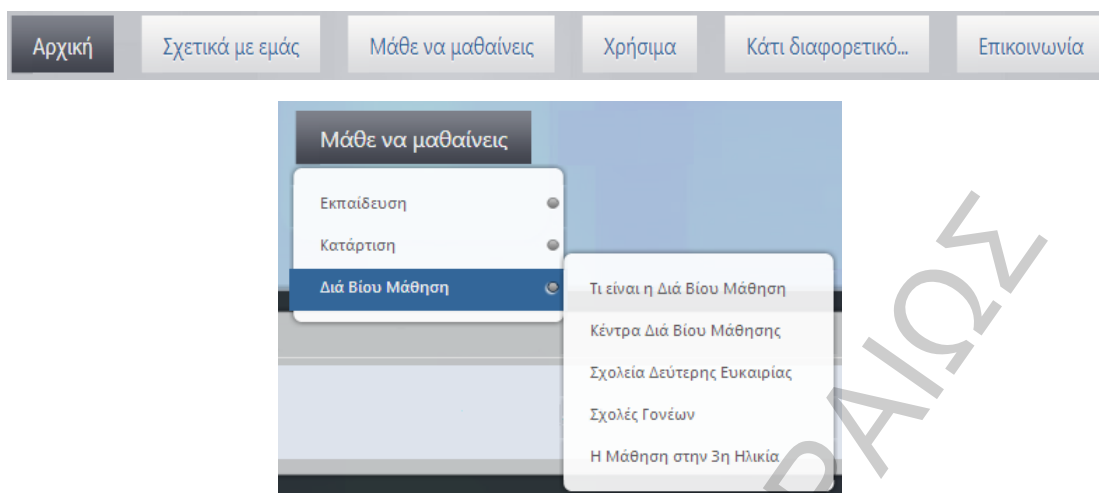 Αρχική Σχετικά με εμάς Μάθε να μαθαίνεις Χρήσιμα Κάτι διαφορετικό... Επικοινωνία
Μάθε να μαθαίνεις
Εκπαίδευση
Κατάρτιση
Διά Βίου Μάθηση
Τι είναι η Διά Βίου Μάθηση
Κέντρα Διά Βίου Μάθησης
Σχολεία Δεύτερης Ευκαιρίας
Σχολές Γονέων
Η Μάθηση στην 3η Ηλικία